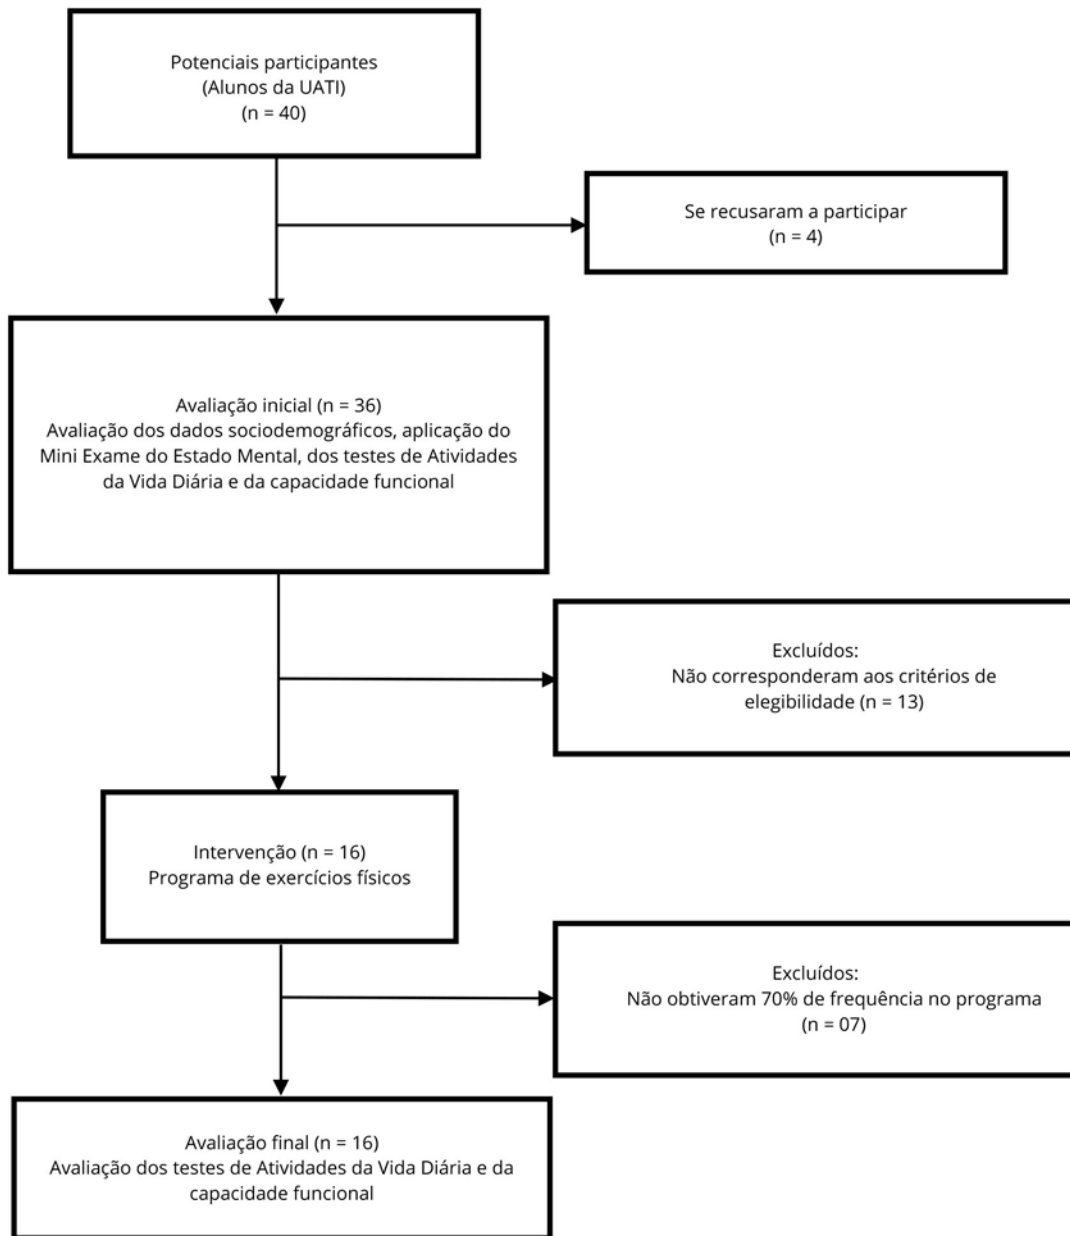 Potenciais participantes
(Alunos da UATI)
(n = 40)
Se recusaram a participar
(n = 4)
Avaliação inicial (n = 36)
Avaliação dos dados sociodemográficos, aplicação do
Mini Exame do Estado Mental, dos testes de Atividades
da Vida Diária e da capacidade funcional
Excluídos:
Não corresponderam aos critérios de
elegibilidade (n = 13)
Intervenção (n = 16)
Programa de exercícios físicos
Excluídos:
Não obtiveram 70% de frequência no programa
(n = 07)
Avaliação final (n = 16)
Avaliação dos testes de Atividades da Vida Diária e da
capacidade funcional